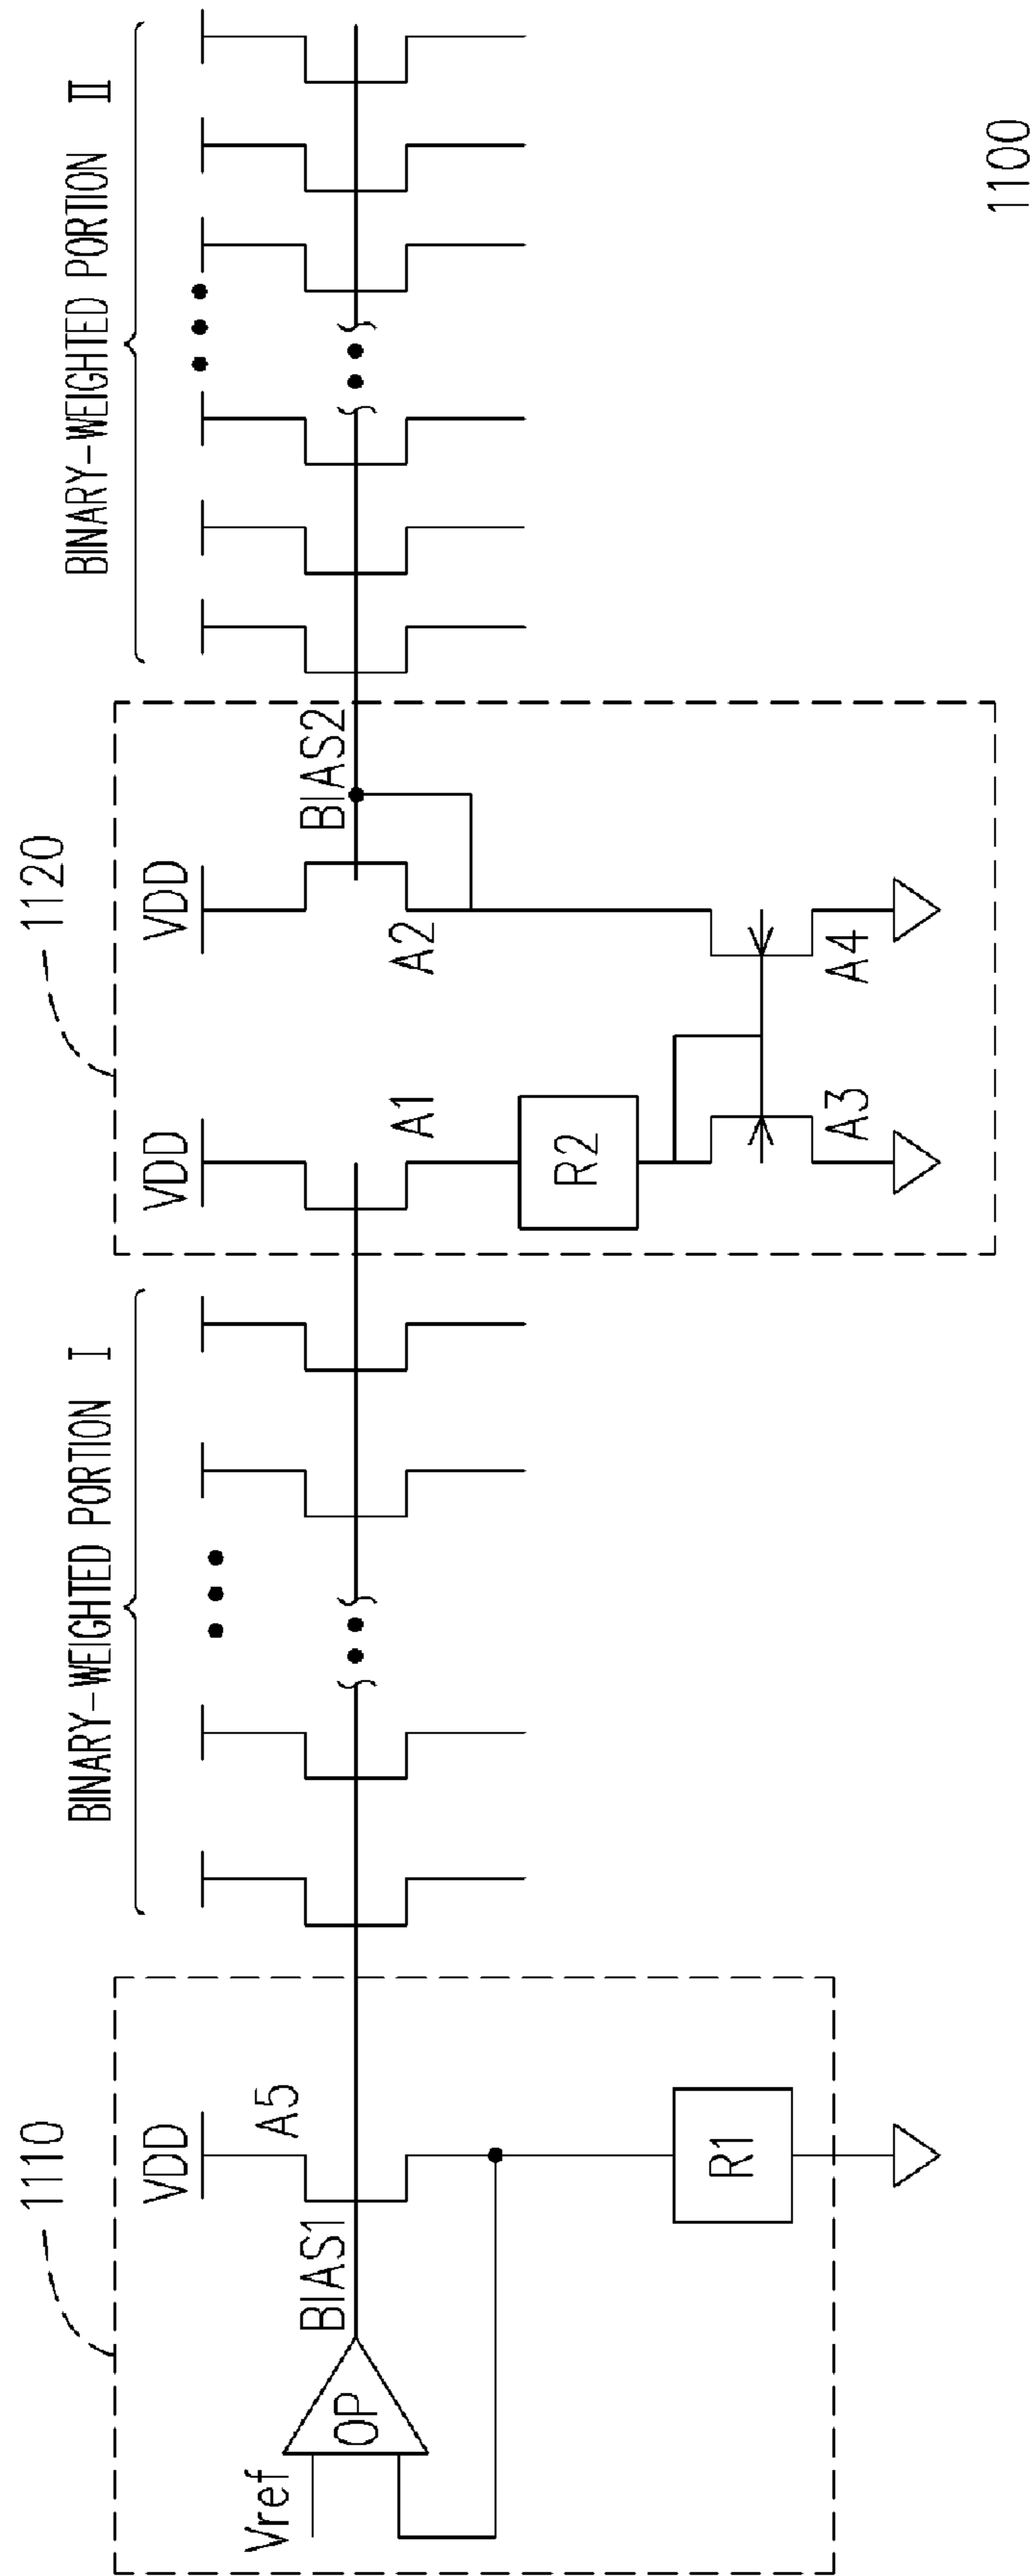 1110
1120
BINARY-WEIGHTED PORTION I
BINARY-WEIGHTED PORTION II
VDD
VDD
VDD
Vref
OP
BIAS1
A5
A1
A2
BIAS2
R1
R2
A3
A4
1100